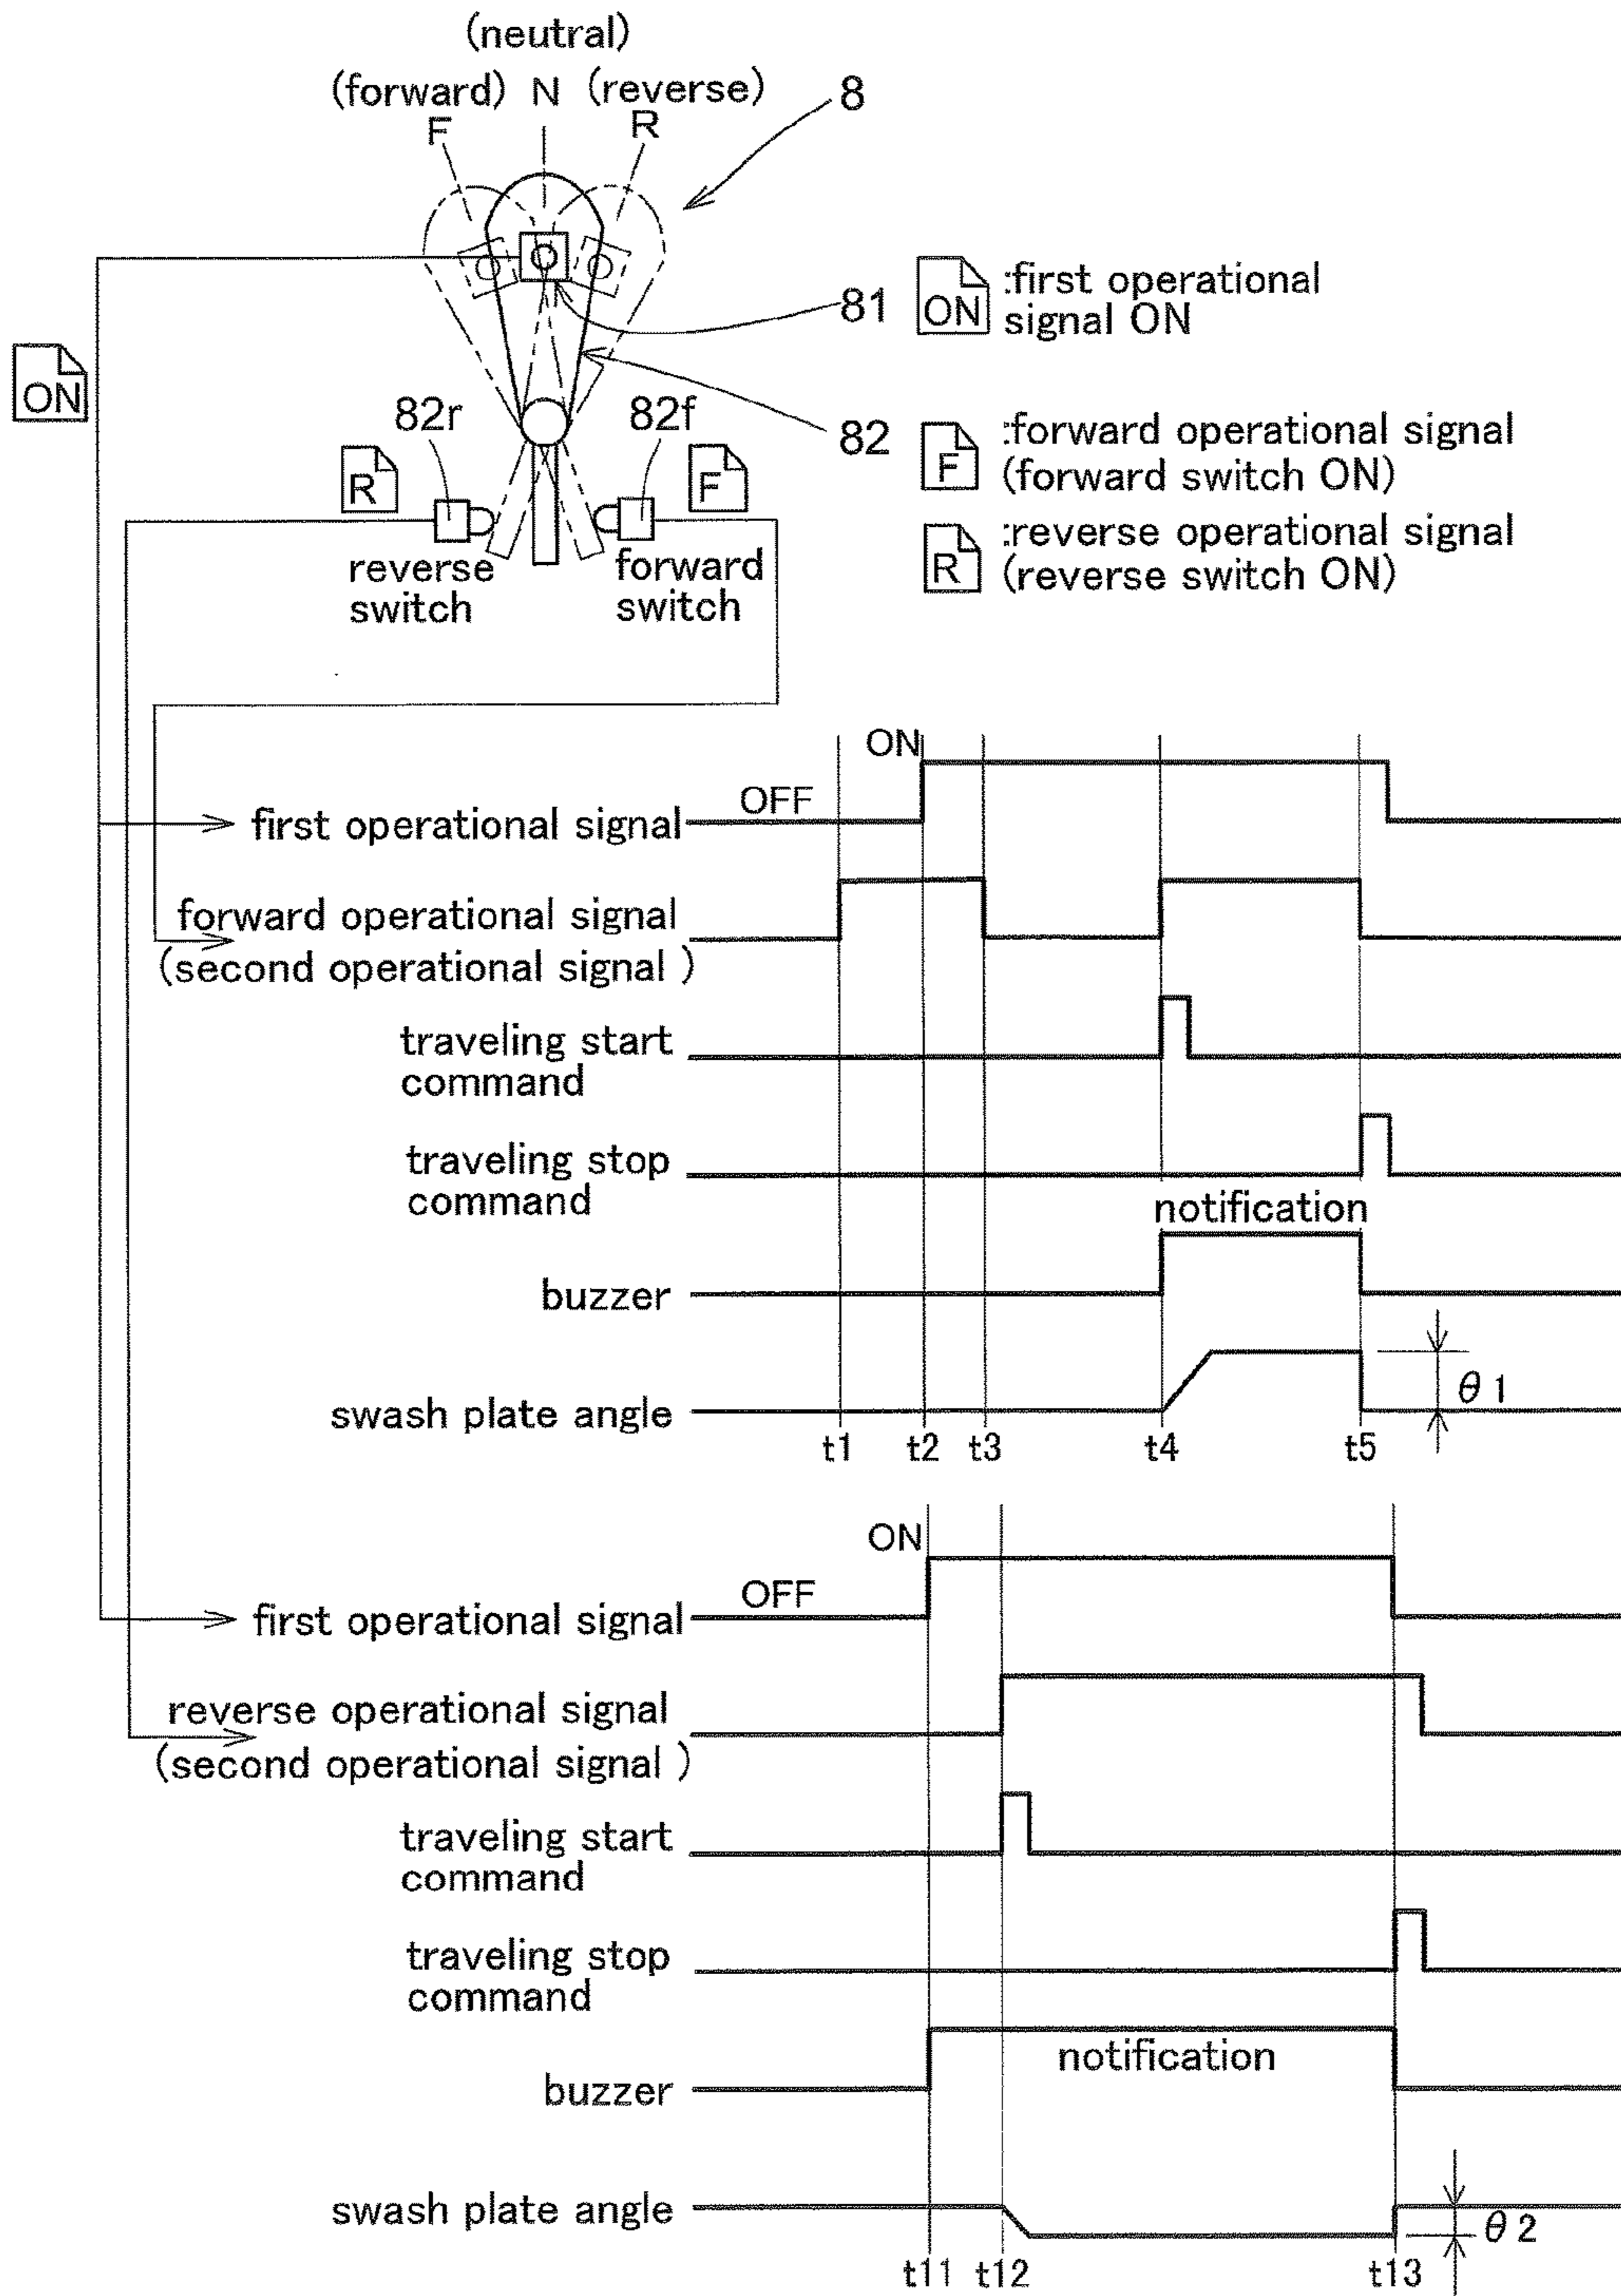 (neutral)
(forward) N (reverse)
F R
8
81
ON :first operational
signal ON
ON
82r 82f
82
F :forward operational signal
(forward switch ON)
R F
R :reverse operational signal
(reverse switch ON)
reverse
switch
forward
switch
ON
OFF
first operational signal
forward operational signal
(second operational signal )
traveling start
command
traveling stop
command
notification
buzzer
θ1
swash plate angle
t1 t2 t3 t4 t5
ON
OFF
first operational signal
reverse operational signal
(second operational signal )
traveling start
command
traveling stop
command
notification
buzzer
swash plate angle
θ2
t11 t12 t13